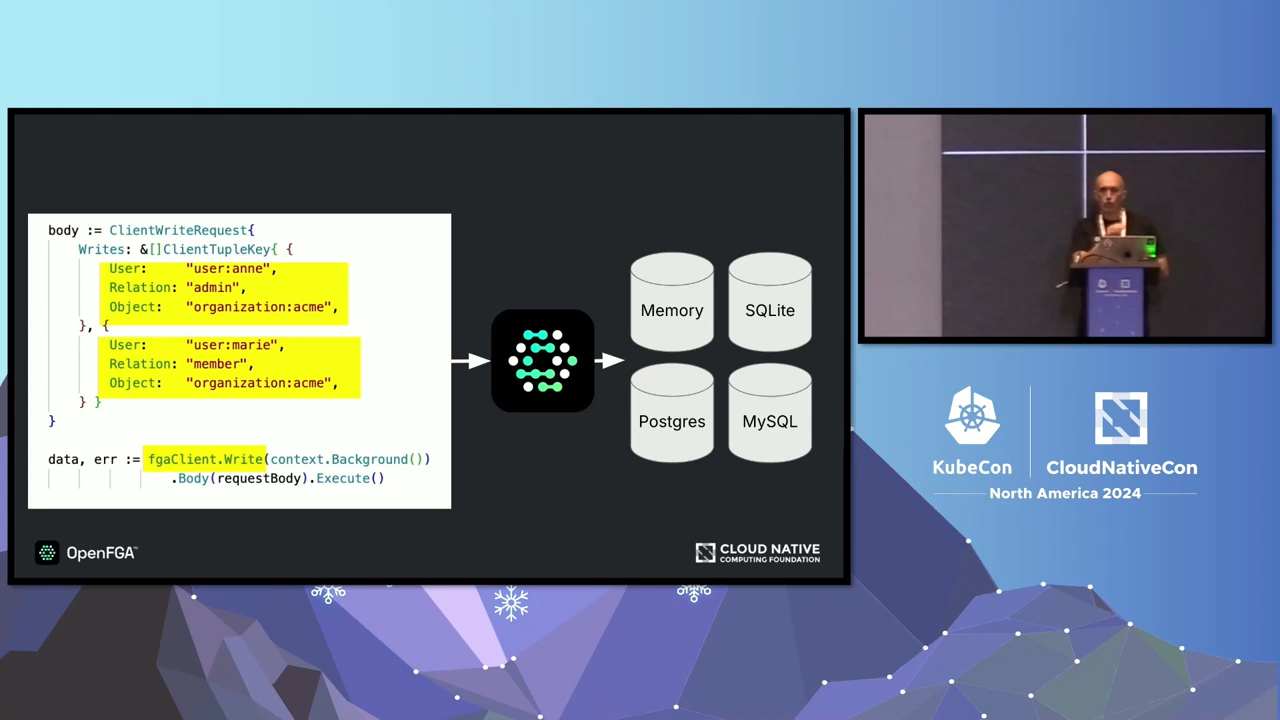 body := ClientWriteRequest{
Writes: &[]ClientTupleKey{ {
User: "user:anne",
Relation: "admin",
Object: "organization:acme",
}, {
User: "user:marie",
Relation: "member",
Object: "organization:acme",
} }
}
data, err := fgaClient.Write(context.Background())
.Body(requestBody).Execute()
Memory
SQLite
Postgres
MySQL
OpenFGA™
CLOUD NATIVE
COMPUTING FOUNDATION
KubeCon
CloudNativeCon
North America 2024